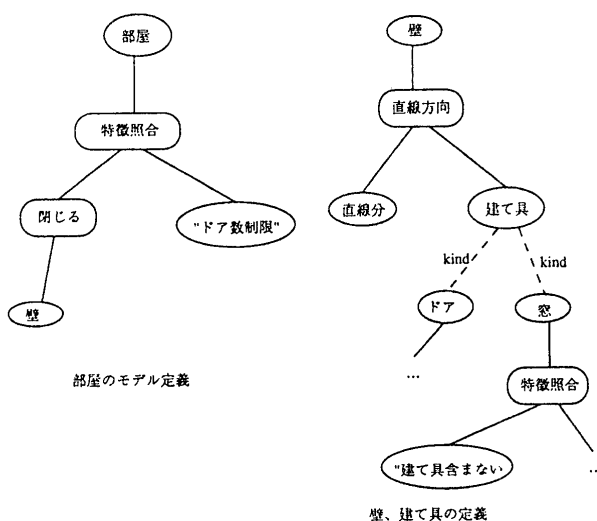 部屋
特徴照合
閉じる
"ドア数制限"
壁
部屋のモデル定義
壁
直線方向
直線分
建て具
kind
kind
ドア
窓
...
特徴照合
"建て具含まない
...
壁、建て具の定義